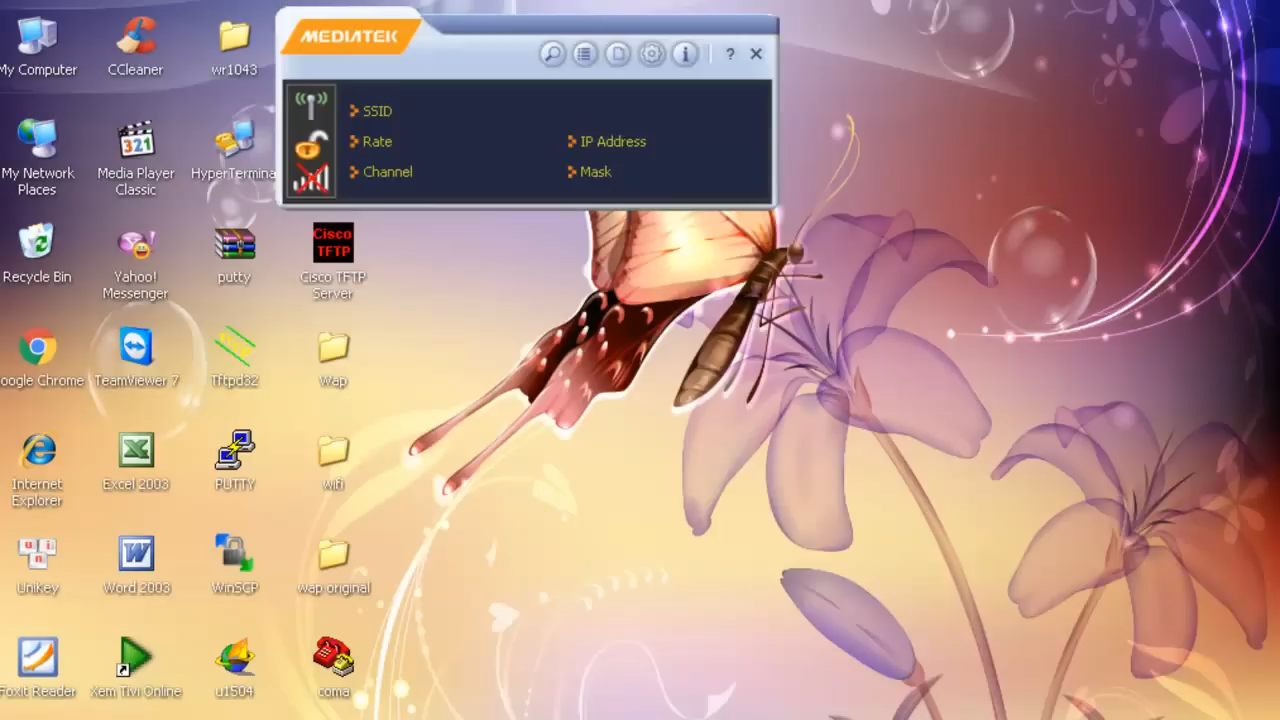 MEDIATEK
?
SSID
Rate
IP Address
Channel
Mask
My Computer
CCleaner
wr1043
My Network
Places
321
Media Player
Classic
HyperTermina
Recycle Bin
Yahoo!
Messenger
putty
Cisco
TFTP
Cisco TFTP
Server
oogle Chrome
TeamViewer 7
Tftpd32
Wap
Internet
Explorer
Excel 2003
PUTTY
wifi
u n i
Unikey
Word 2003
WinSCP
wap original
Foxit Reader
Xem Tivi Online
u1504
coma